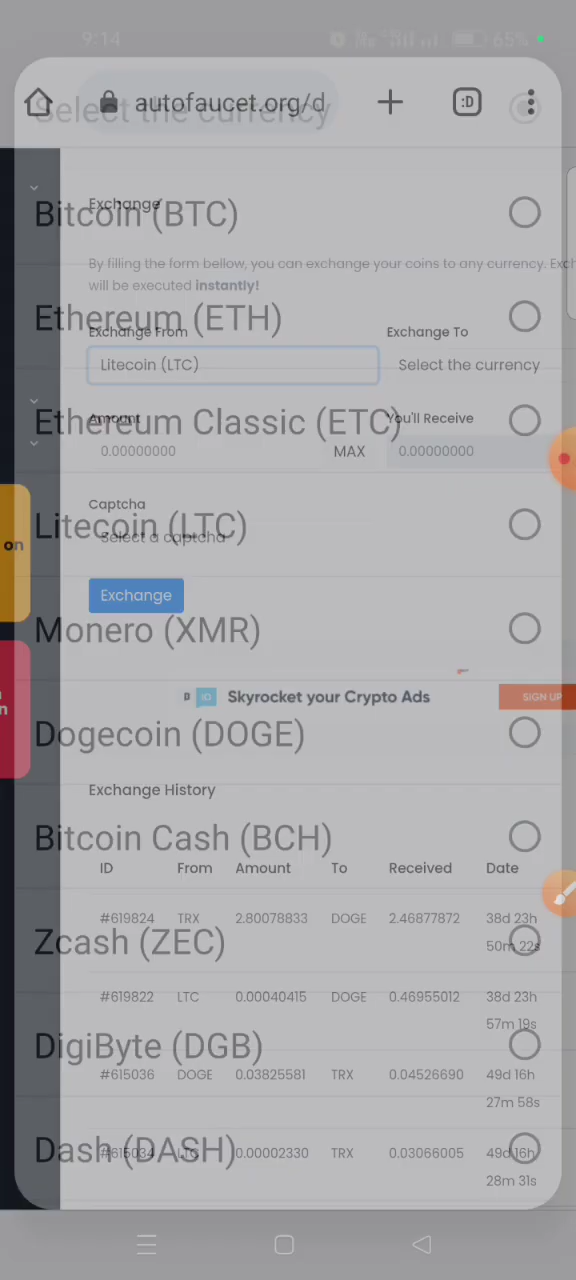 9:14
65%
autofaucet.org/d
:D
Select the currency
Exchange
Bitcoin (BTC)
By filling the form bellow, you can exchange your coins to any currency. Exch
will be executed instantly!
Ethereum (ETH)
Exchange From
Exchange To
Litecoin (LTC)
Select the currency
Amount
You'll Receive
Ethereum Classic (ETC)
0.00000000
MAX
0.00000000
Captcha
Litecoin (LTC)
Select a captcha
on
Exchange
Monero (XMR)
n
Skyrocket your Crypto Ads
SIGN UP
Dogecoin (DOGE)
Exchange History
Bitcoin Cash (BCH)
ID From Amount To Received Date
#619824 TRX 2.80078833 DOGE 2.46877872 38d 23h
50m 22s
Zcash (ZEC)
#619822 LTC 0.00040415 DOGE 0.46955012 38d 23h
57m 19s
DigiByte (DGB)
#615036 DOGE 0.03825581 TRX 0.04526690 49d 16h
27m 58s
Dash (DASH)
#615034 LTC 0.00002330 TRX 0.03066005 49d 16h
28m 31s